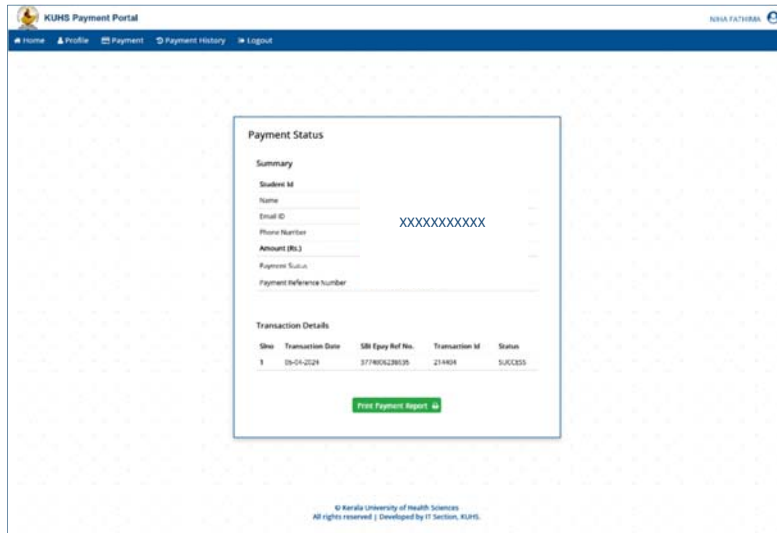 KUHS Payment Portal
NIHA FATHIMA
Home Profile Payment Payment History Logout
Payment Status
Summary
Student Id
Name
Email ID
Phone Number
Amount (Rs.)
Payment Status
Payment Reference Number
XXXXXXXXXXX
Transaction Details
Slno Transaction Date SBI Epay Ref No. Transaction Id Status
1 214404 SUCCESS
Print Payment Report
© Kerala University of Health Sciences
All rights reserved | Developed by IT Section, KUHS.